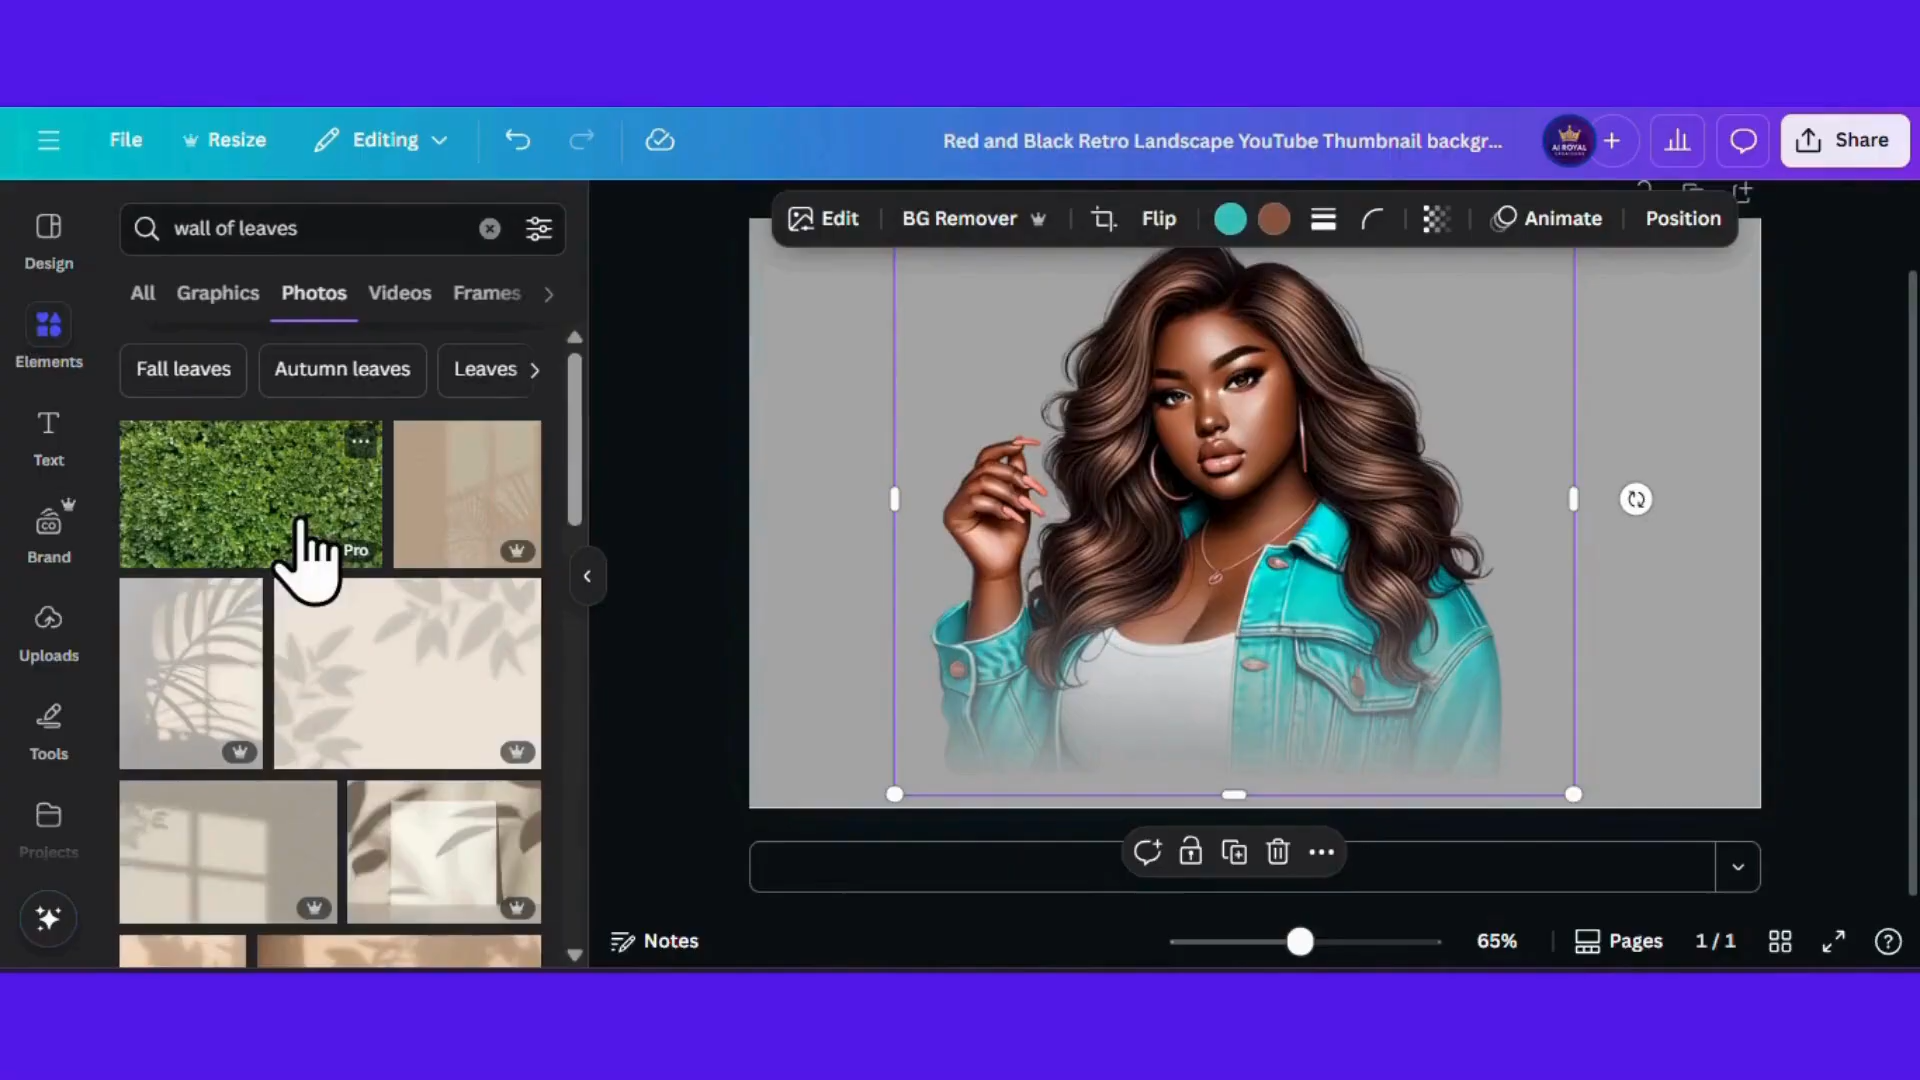 File
Resize
Editing
Red and Black Retro Landscape YouTube Thumbnail backgr...
AI ROYAL
Share
Design
Elements
Text
Brand
Uploads
Tools
Projects
wall of leaves
All
Graphics
Photos
Videos
Frames
Fall leaves
Autumn leaves
Leaves
Pro
Edit
BG Remover
Flip
Animate
Position
Notes
65%
Pages
1 / 1